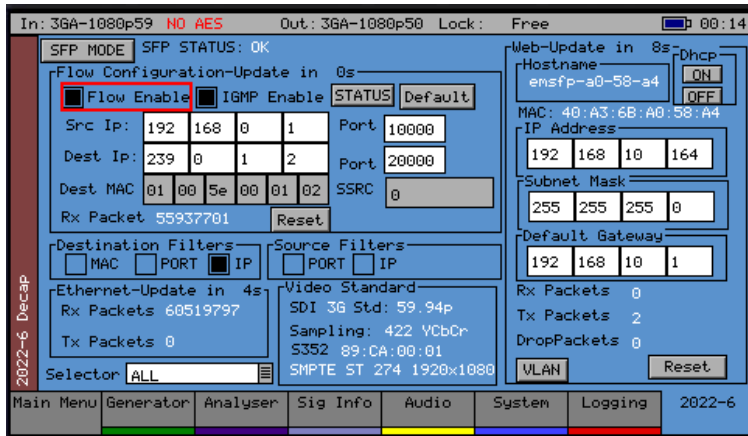 In: 3GA-1080p59 NO AES Out: 3GA-1080p50 Lock: Free 00:14
SFP MODE SFP STATUS: OK
Flow Configuration-Update in 0s
Flow Enable IGMP Enable STATUS Default
Src Ip: 192 168 0 1 Port 10000
Dest Ip: 239 0 1 2 Port 20000
Dest MAC 01 00 5e 00 01 02 SSRC 0
Rx Packet 55937701 Reset
Destination Filters
MAC PORT IP
Source Filters
PORT IP
Ethernet-Update in 4s
Rx Packets 60519797
Tx Packets 0
Video Standard
SDI 3G Std: 59.94p
Sampling: 422 YCbCr
S352 89:CA:00:01
SMPTE ST 274 1920x1080
Selector ALL
2022-6 Decap
Web-Update in 8s
Hostname
emsfp-a0-58-a4
Dhcp
ON
OFF
MAC: 40:A3:6B:A0:58:A4
IP Address
192 168 10 164
Subnet Mask
255 255 255 0
Default Gateway
192 168 10 1
Rx Packets 0
Tx Packets 2
DropPackets 0
VLAN Reset
Main Menu Generator Analyser Sig Info Audio System Logging 2022-6